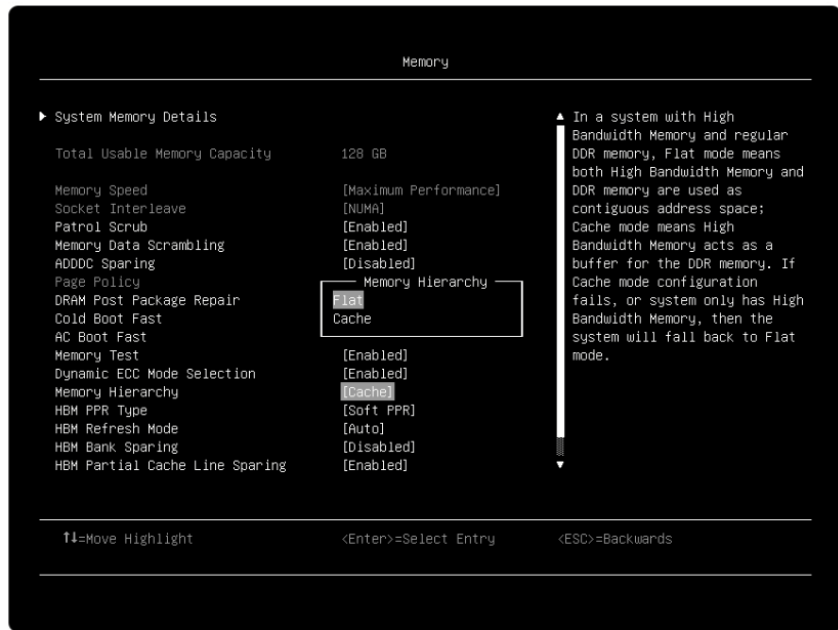 Memory
System Memory Details
Total Usable Memory Capacity 128 GB
Memory Speed [Maximum Performance]
Socket Interleave [NUMA]
Patrol Scrub [Enabled]
Memory Data Scrambling [Enabled]
ADDDC Sparing [Disabled]
Page Policy
DRAM Post Package Repair
Cold Boot Fast
AC Boot Fast
Memory Test [Enabled]
Dynamic ECC Mode Selection [Enabled]
Memory Hierarchy [Cache]
HBM PPR Type [Soft PPR]
HBM Refresh Mode [Auto]
HBM Bank Sparing [Disabled]
HBM Partial Cache Line Sparing [Enabled]
Memory Hierarchy
Flat
Cache
In a system with High
Bandwidth Memory and regular
DDR memory, Flat mode means
both High Bandwidth Memory and
DDR memory are used as
contiguous address space;
Cache mode means High
Bandwidth Memory acts as a
buffer for the DDR memory. If
Cache mode configuration
fails, or system only has High
Bandwidth Memory, then the
system will fall back to Flat
mode.
↑↓=Move Highlight <Enter>=Select Entry <ESC>=Backwards